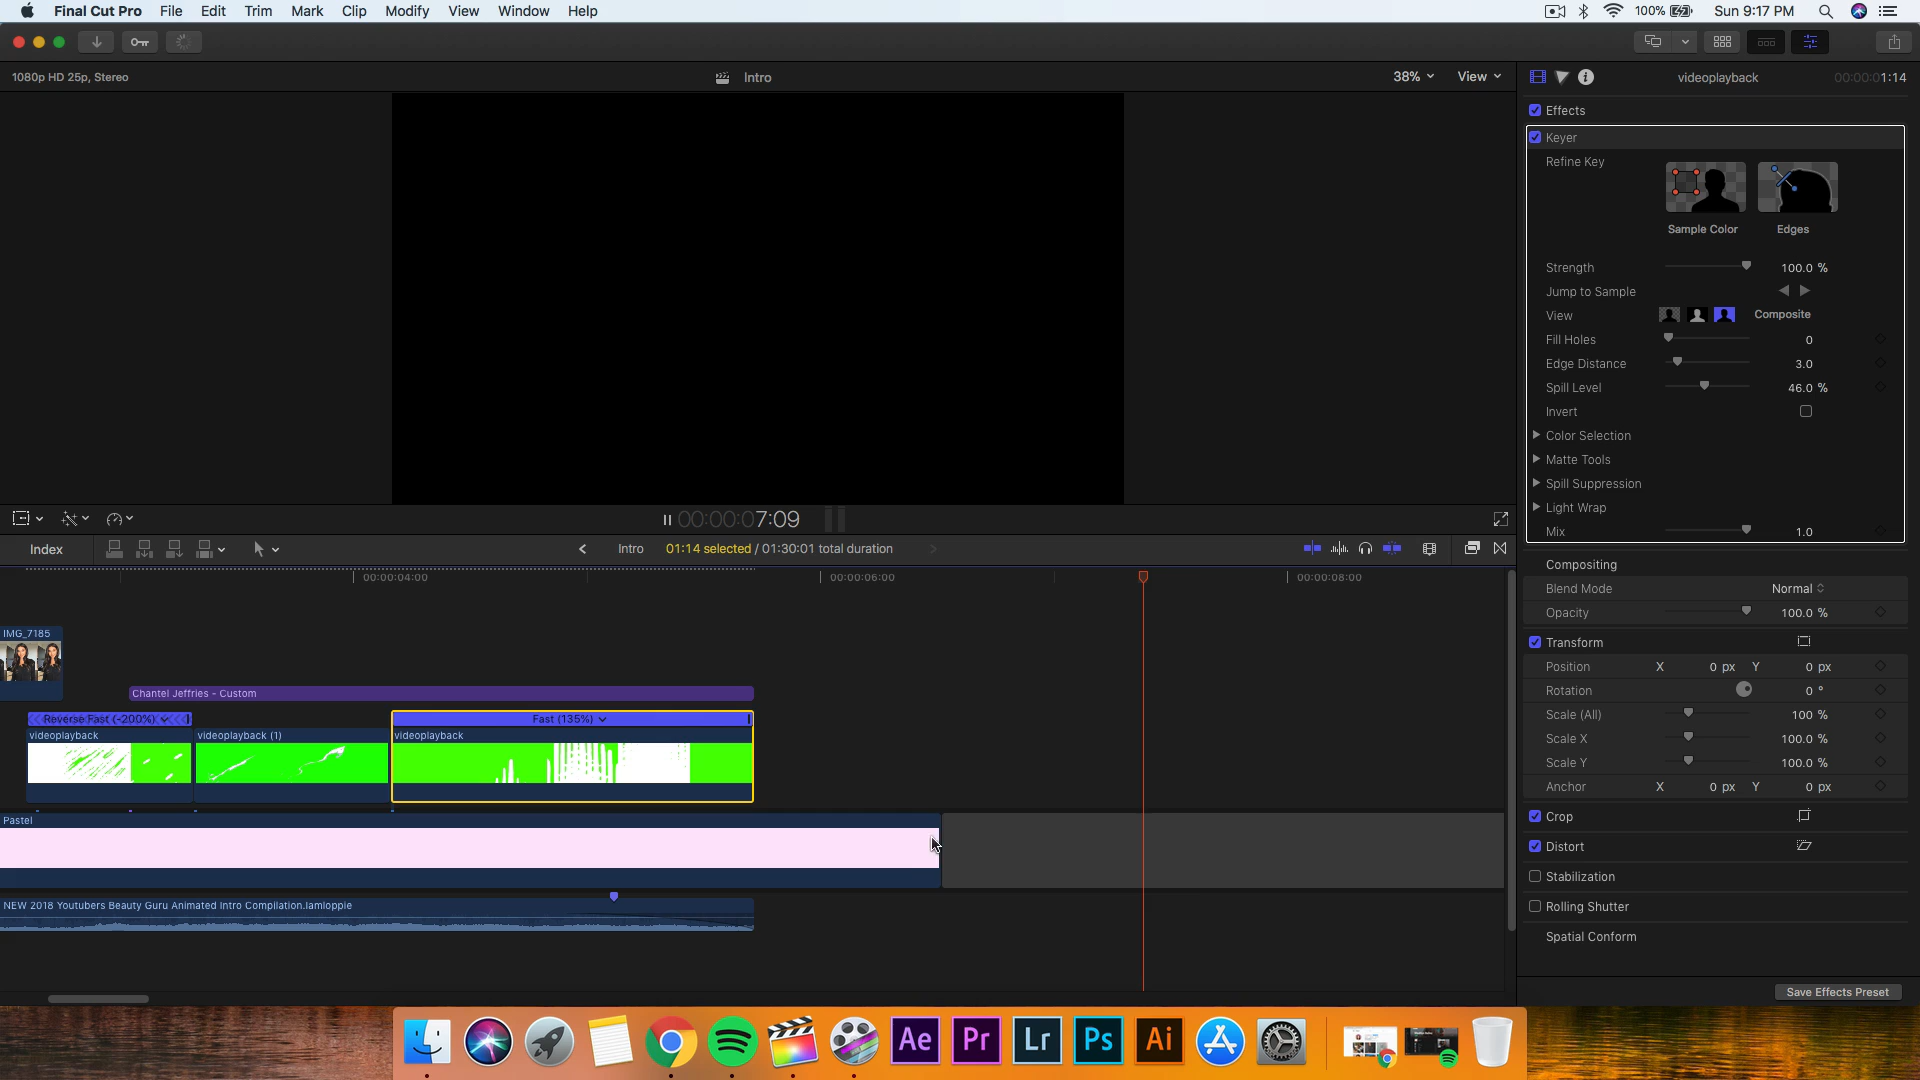 Final Cut Pro File Edit Trim Mark Clip Modify View Window Help 100% Sun 9:17 PM
1080p HD 25p, Stereo Intro 38% View videoplayback 00:00:01:14
Effects
Keyer
Refine Key
Sample Color Edges
Strength 100.0 %
Jump to Sample
View Composite
Fill Holes 0
Edge Distance 3.0
Spill Level 46.0 %
Invert
Color Selection
Matte Tools
Spill Suppression
Light Wrap
Mix 1.0
00:00:07:09
Index Intro 01:14 selected / 01:30:01 total duration
00:00:04:00 00:00:06:00 00:00:08:00
Compositing
Blend Mode Normal
Opacity 100.0 %
Transform
Position X 0 px Y 0 px
Rotation 0 °
Scale (All) 100 %
Scale X 100.0 %
Scale Y 100.0 %
Anchor X 0 px Y 0 px
Crop
Distort
Stabilization
Rolling Shutter
Spatial Conform
Save Effects Preset
IMG_7185
Chantel Jeffries - Custom
Reverse Fast (-200%) Fast (135%)
videoplayback videoplayback (1) videoplayback
Pastel
NEW 2018 Youtubers Beauty Guru Animated Intro Compilation.Iamloppie
Ae Pr Lr Ps Ai